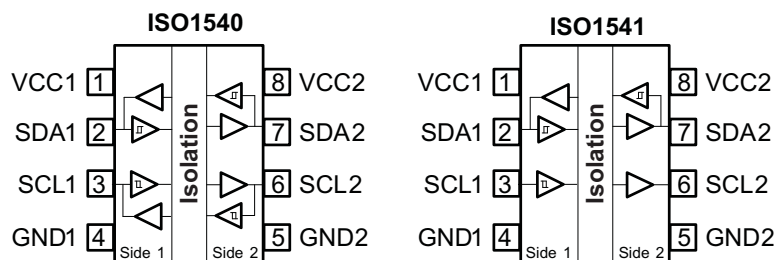 ISO1540
VCC1 1 8 VCC2
SDA1 2 7 SDA2
SCL1 3 6 SCL2
GND1 4 5 GND2
Isolation
Side 1 Side 2
ISO1541
VCC1 1 8 VCC2
SDA1 2 7 SDA2
SCL1 3 6 SCL2
GND1 4 5 GND2
Isolation
Side 1 Side 2